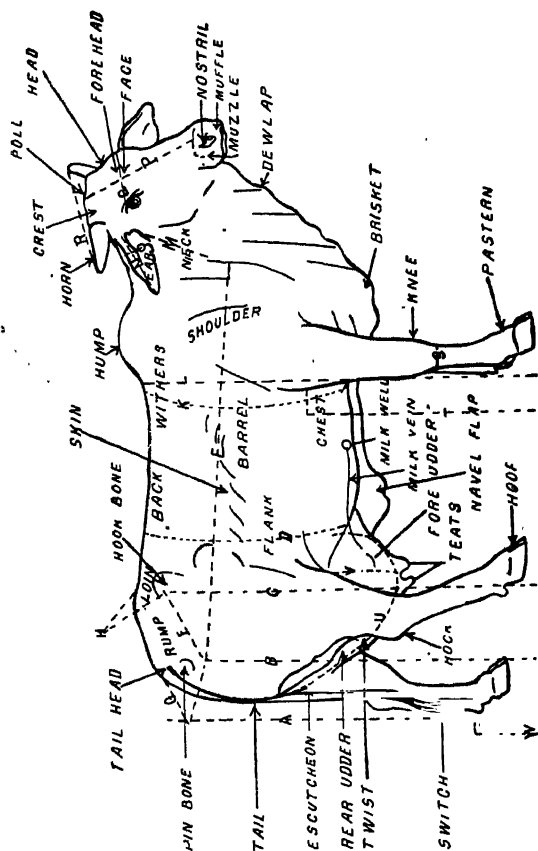 POLL
HEAD
FOREHEAD
FACE
NOSTRIL
MUFFLE
MUZZLE
DEWLAP
CREST
HORN
EAR
NECK
BRISKET
KNEE
PASTERN
HUMP
WITHERS
SHOULDER
SKIN
BARREL
CHEST
MILK WELL
MILK VEIN
FORE UDDER
NAVEL FLAP
TEATS
HOOF
BACK
HOOK BONE
FLANK
LOIN
RUMP
HOCK
TAIL HEAD
PIN BONE
TAIL
ESCUTCHEON
REAR UDDER
TWIST
SWITCH
R
P
M
L
K
E
S
T
D
G
V
H
F
B
U
Q
A
W